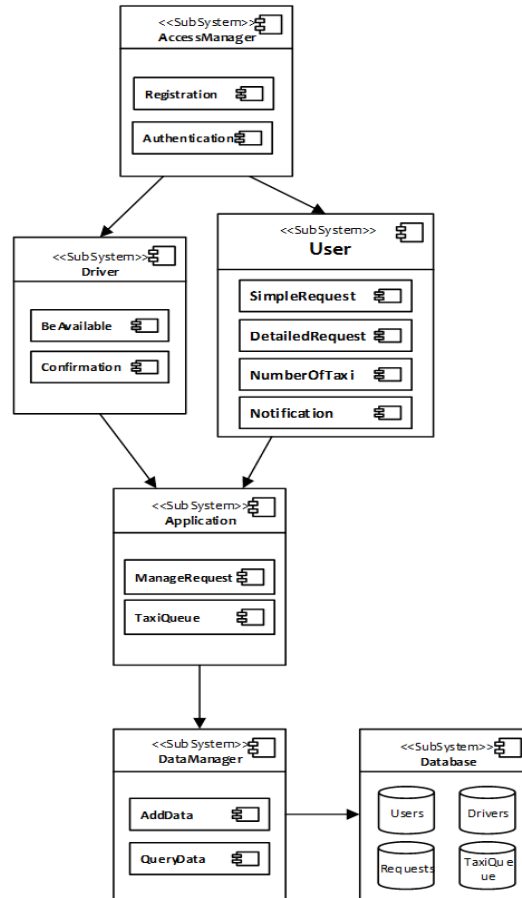 <<SubSystem>>
AccessManager
Registration
Authentication
<<SubSystem>>
Driver
BeAvailable
Confirmation
<<SubSystem>>
User
SimpleRequest
DetailedRequest
NumberOfTaxi
Notification
<<SubSystem>>
Application
ManageRequest
TaxiQueue
<<SubSystem>>
DataManager
AddData
QueryData
<<SubSystem>>
Database
Users
Drivers
Requests
TaxiQue
ue